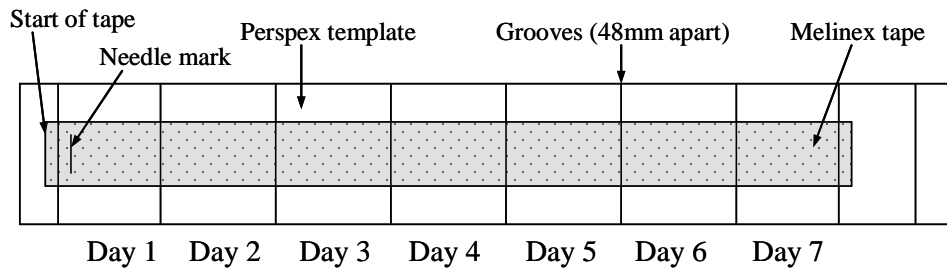 Start of tape
Needle mark
Perspex template
Grooves (48mm apart)
Melinex tape
Day 1 Day 2 Day 3 Day 4 Day 5 Day 6 Day 7